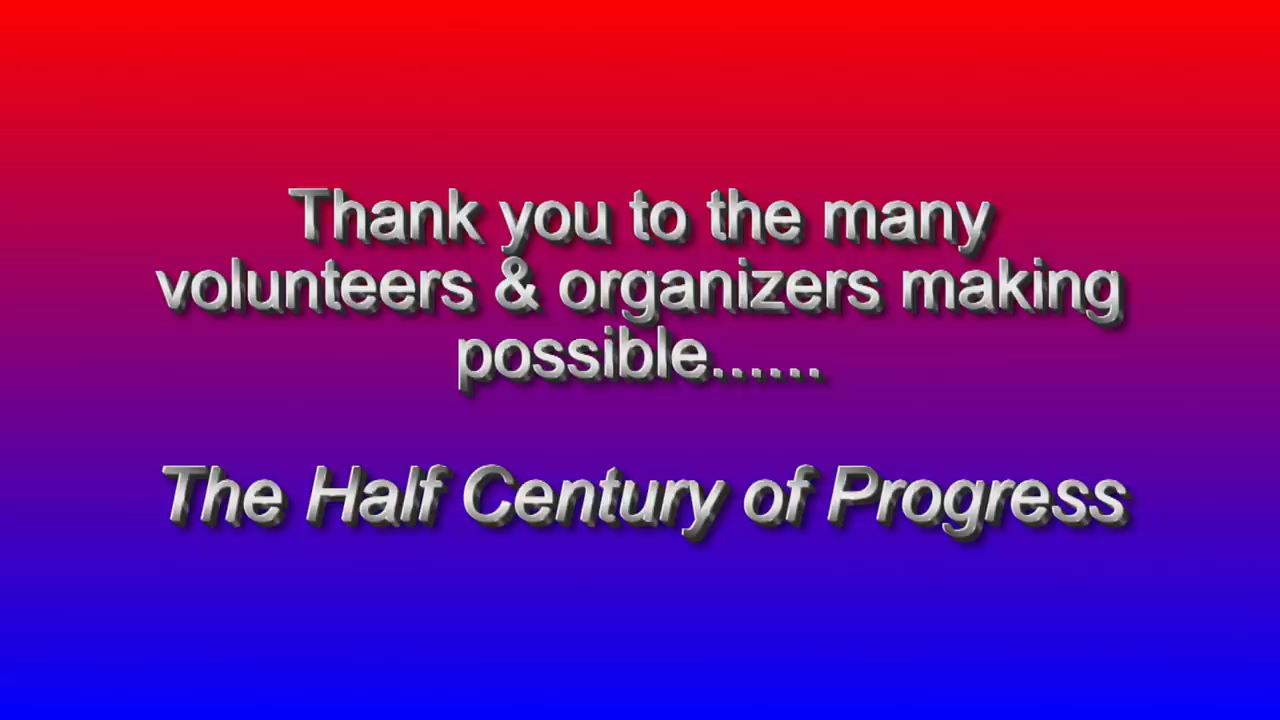 Thank you to the many
volunteers & organizers making
possible......
The Half Century of Progress